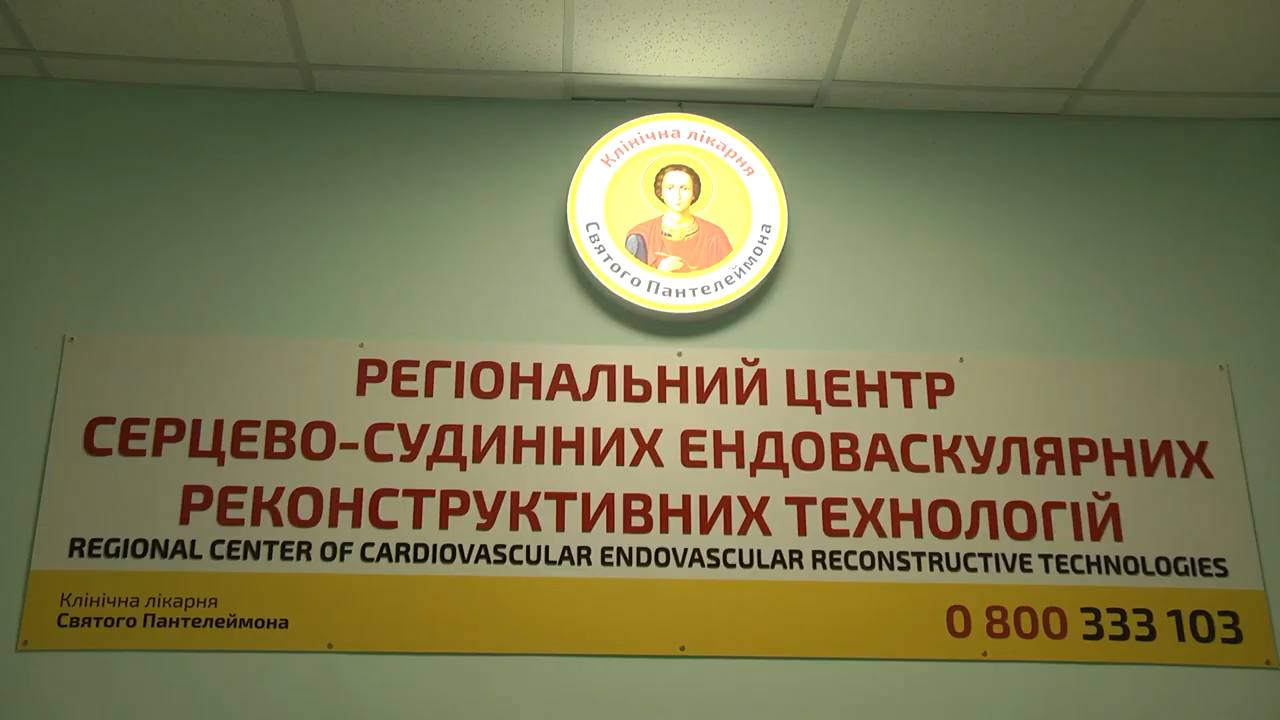 Клінічна лікарня
Святого Пантелеймона
РЕГІОНАЛЬНИЙ ЦЕНТР
СЕРЦЕВО-СУДИННИХ ЕНДОВАСКУЛЯРНИХ
РЕКОНСТРУКТИВНИХ ТЕХНОЛОГІЙ
REGIONAL CENTER OF CARDIOVASCULAR ENDOVASCULAR RECONSTRUCTIVE TECHNOLOGIES
Клінічна лікарня
Святого Пантелеймона
0 800 333 103